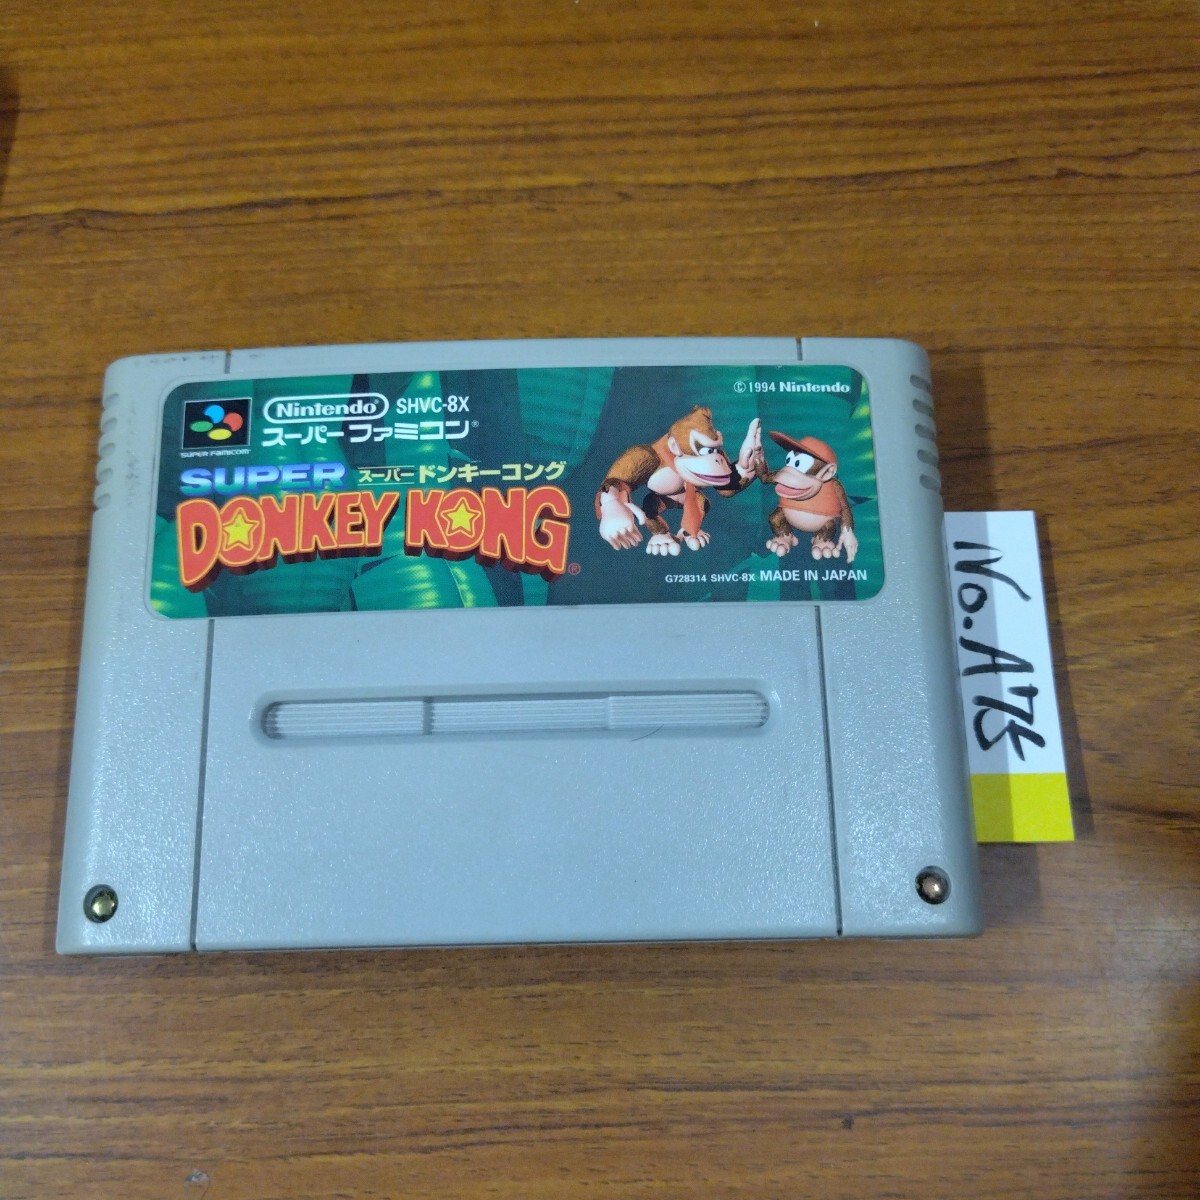 Nintendo SHVC-8X
スーパーファミコン®
SUPER FAMICOM
©1994 Nintendo
SUPER スーパードンキーコング
DONKEY KONG®
G728314 SHVC-8X MADE IN JAPAN
No. A75